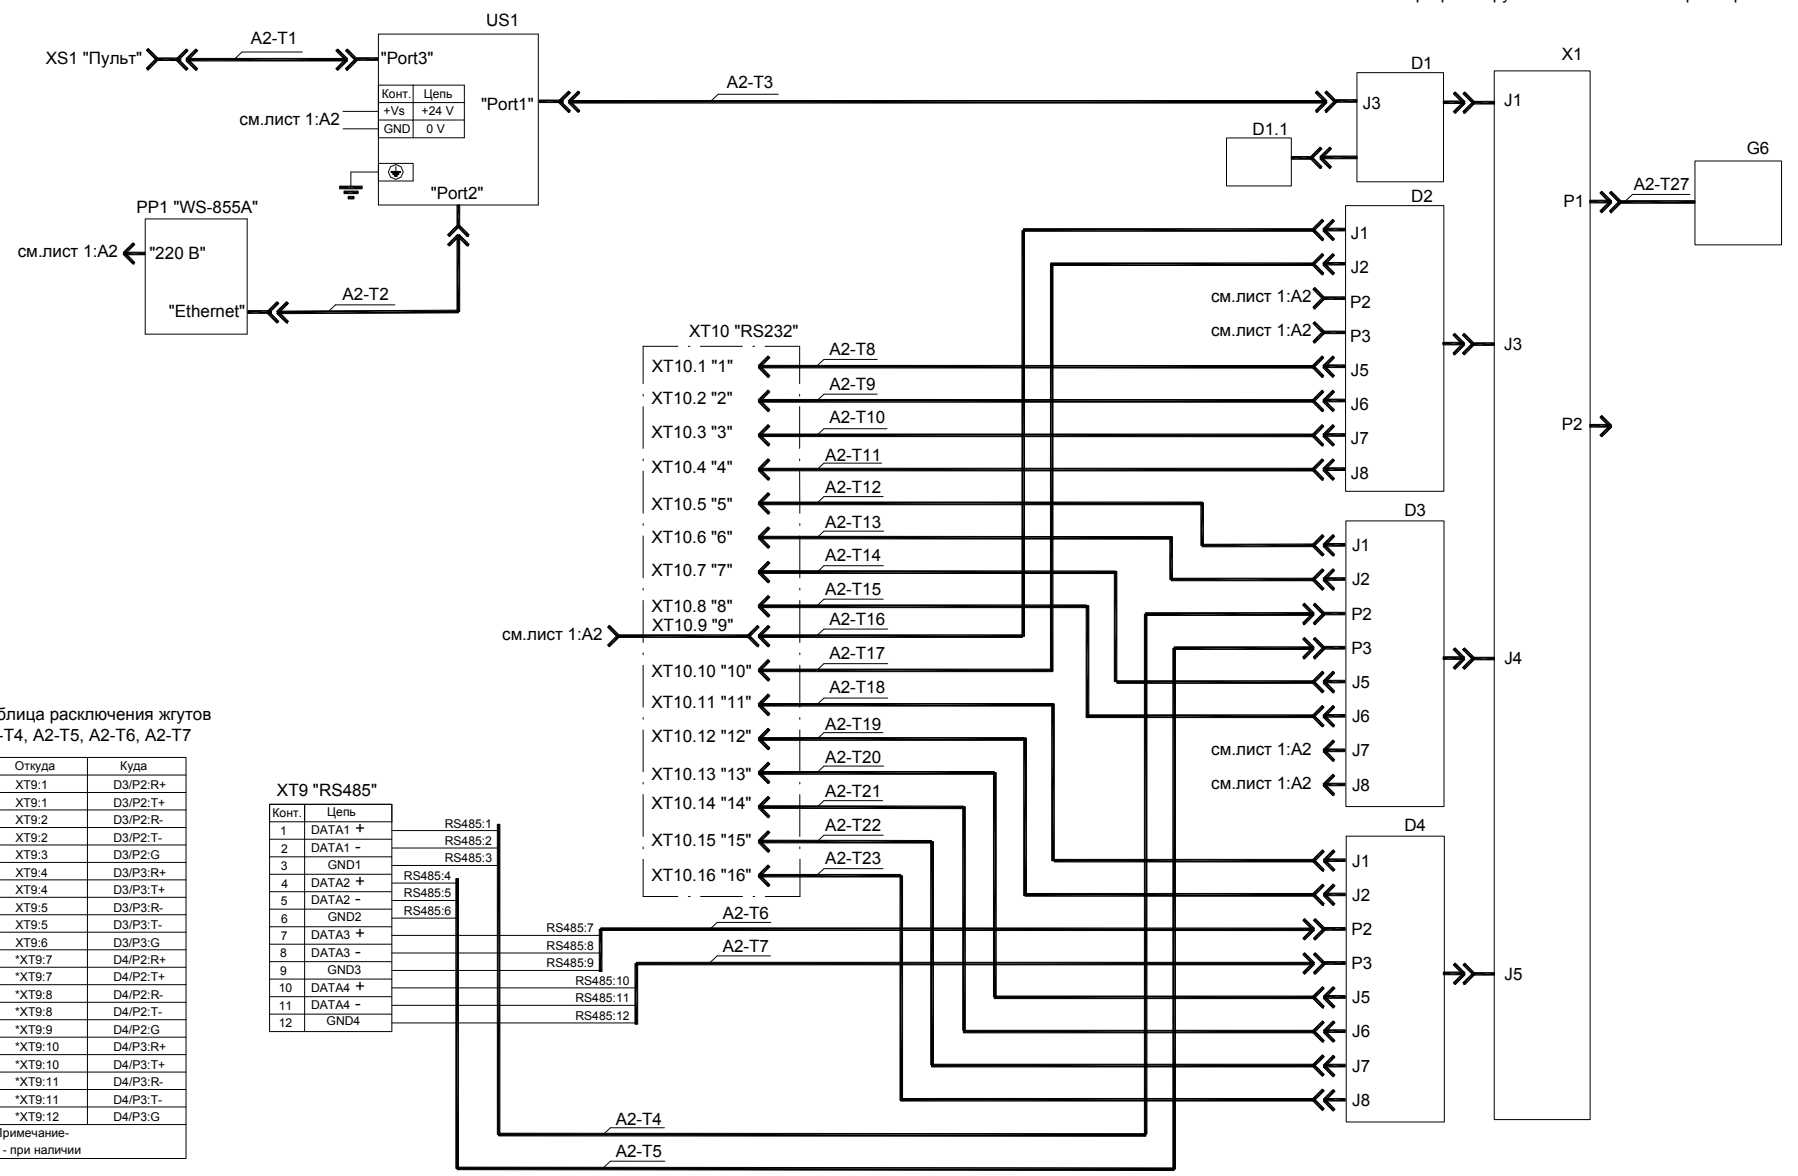 US1
XS1 "Пульт"
A2-T1
"Port3"
Конт. Цепь
+Vs +24 V
GND 0 V
см.лист 1:A2
"Port1"
"Port2"
A2-T3
PP1 "WS-855A"
см.лист 1:A2
"220 В"
"Ethernet"
A2-T2
D1
J3
D1.1
X1
J1
P1
J3
P2
J4
J5
A2-T27
G6
D2
J1
J2
см.лист 1:A2 P2
см.лист 1:A2 P3
J5
J6
J7
J8
XT10 "RS232"
XT10.1 "1" A2-T8
XT10.2 "2" A2-T9
XT10.3 "3" A2-T10
XT10.4 "4" A2-T11
XT10.5 "5" A2-T12
XT10.6 "6" A2-T13
XT10.7 "7" A2-T14
XT10.8 "8" A2-T15
XT10.9 "9" A2-T16
см.лист 1:A2
XT10.10 "10" A2-T17
XT10.11 "11" A2-T18
XT10.12 "12" A2-T19
XT10.13 "13" A2-T20
XT10.14 "14" A2-T21
XT10.15 "15" A2-T22
XT10.16 "16" A2-T23
D3
J1
J2
P2
P3
J5
J6
см.лист 1:A2 J7
см.лист 1:A2 J8
D4
J1
J2
P2
P3
J5
J6
J7
J8
расключения жгутов
A2-T5, A2-T6, A2-T7
Откуда Куда
XT9:1 D3/P2:R+
XT9:1 D3/P2:T+
XT9:2 D3/P2:R-
XT9:2 D3/P2:T-
XT9:3 D3/P2:G
XT9:4 D3/P3:R+
XT9:4 D3/P3:T+
XT9:5 D3/P3:R-
XT9:5 D3/P3:T-
XT9:6 D3/P3:G
*XT9:7 D4/P2:R+
*XT9:7 D4/P2:T+
*XT9:8 D4/P2:R-
*XT9:8 D4/P2:T-
*XT9:9 D4/P2:G
*XT9:10 D4/P3:R+
*XT9:10 D4/P3:T+
*XT9:11 D4/P3:R-
*XT9:11 D4/P3:T-
*XT9:12 D4/P3:G
- при наличии
XT9 "RS485"
Конт. Цепь
1 DATA1 + RS485:1
2 DATA1 - RS485:2
3 GND1 RS485:3
4 DATA2 + RS485:4
5 DATA2 - RS485:5
6 GND2 RS485:6
7 DATA3 + RS485:7
8 DATA3 - RS485:8
9 GND3 RS485:9
10 DATA4 + RS485:10
11 DATA4 - RS485:11
12 GND4 RS485:12
A2-T6
A2-T7
A2-T4
A2-T5